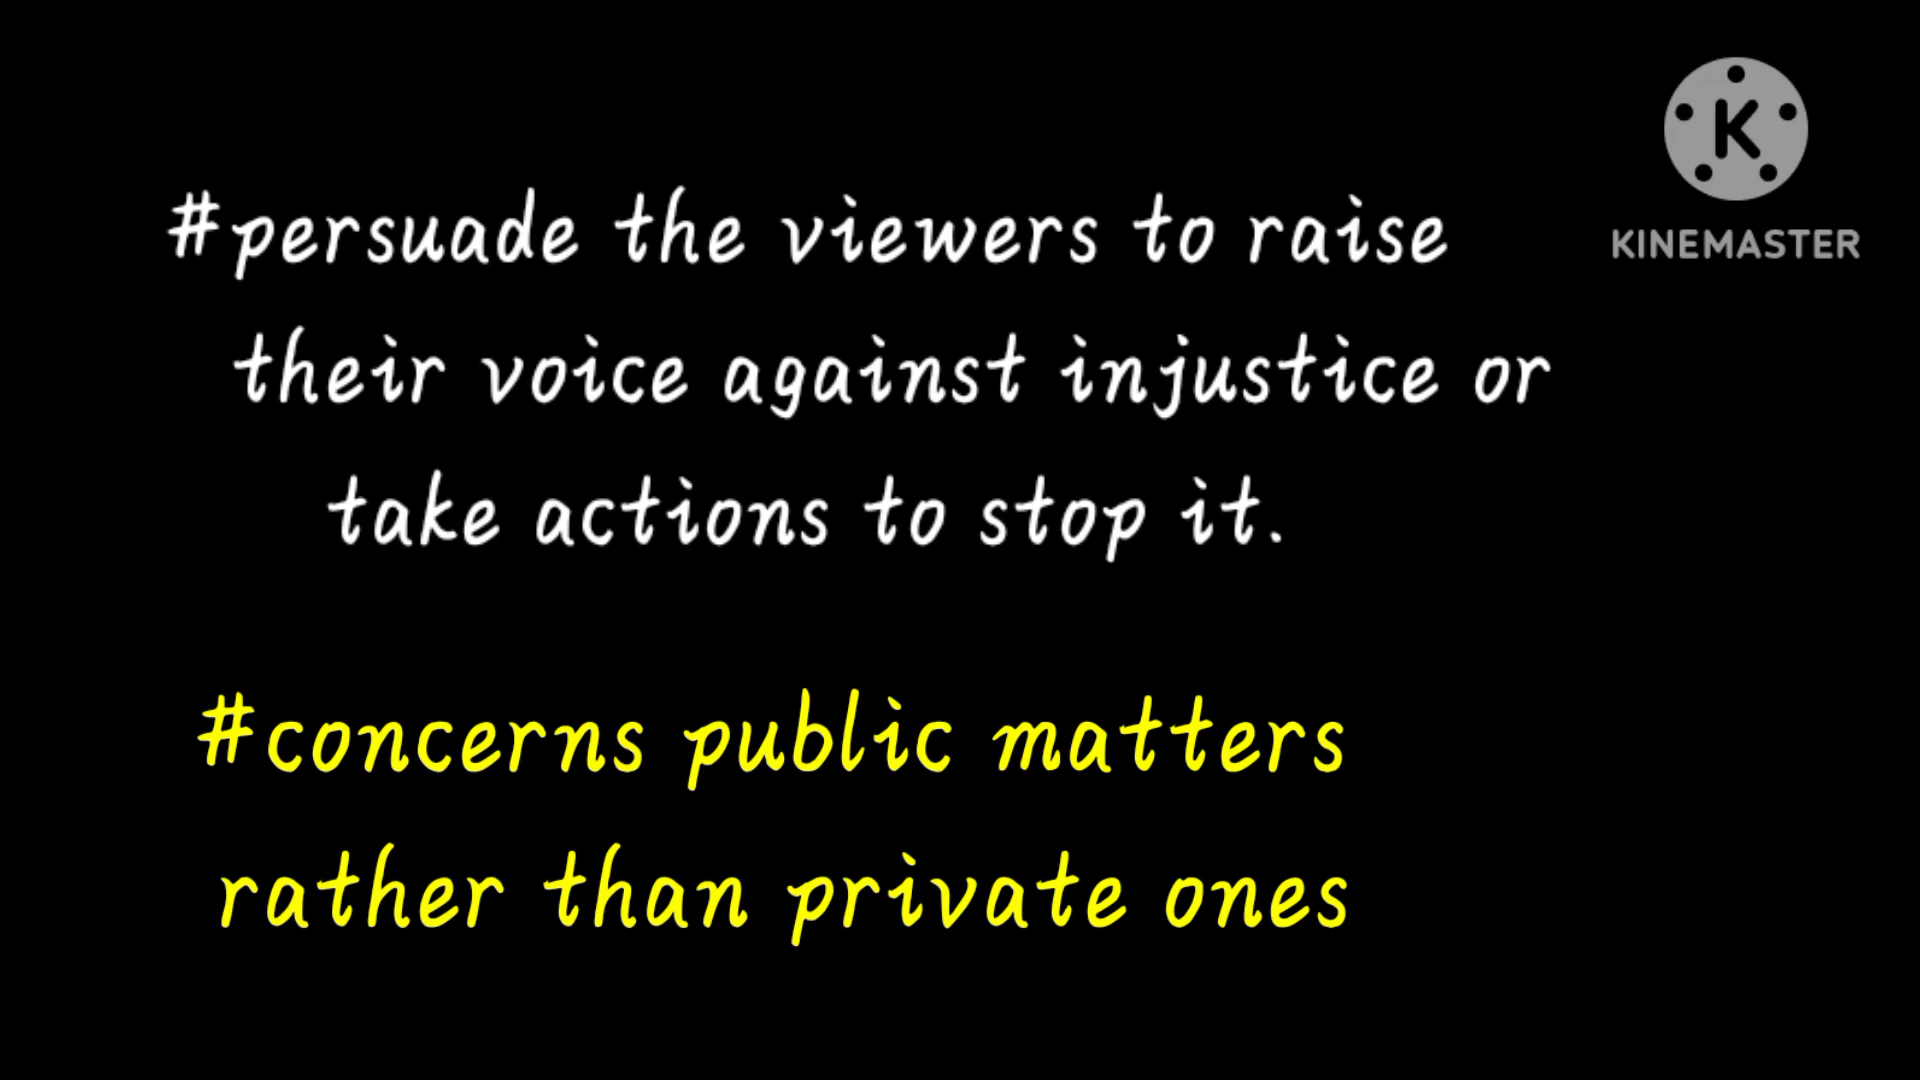 #persuade the viewers to raise
their voice against injustice or
take actions to stop it.
#concerns public matters
rather than private ones
K
KINEMASTER